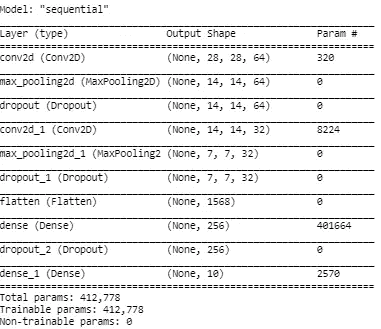 Model: "sequential"
Layer (type) Output Shape Param #
conv2d (Conv2D) (None, 28, 28, 64) 320
max_pooling2d (MaxPooling2D) (None, 14, 14, 64) 0
dropout (Dropout) (None, 14, 14, 64) 0
conv2d_1 (Conv2D) (None, 14, 14, 32) 8224
max_pooling2d_1 (MaxPooling2 (None, 7, 7, 32) 0
dropout_1 (Dropout) (None, 7, 7, 32) 0
flatten (Flatten) (None, 1568) 0
dense (Dense) (None, 256) 401664
dropout_2 (Dropout) (None, 256) 0
dense_1 (Dense) (None, 10) 2570
Total params: 412,778
Trainable params: 412,778
Non-trainable params: 0